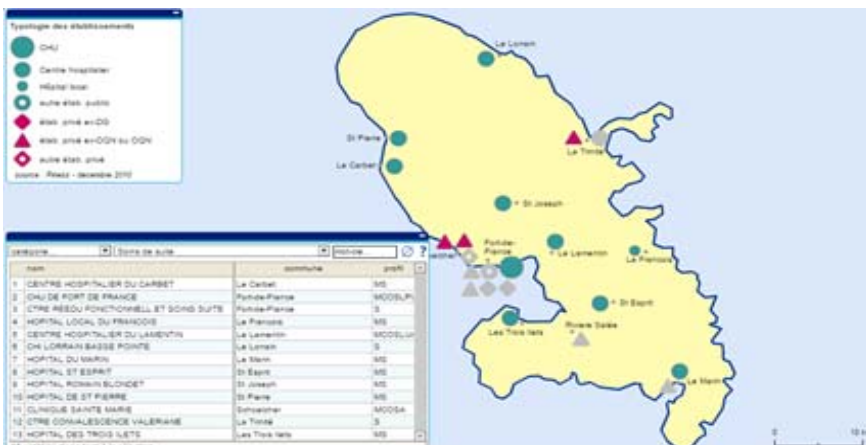 Typologie des établissements
CHU
Centre hospitalier
Hôpital local
autre étab. public
étab. privé ex-DG
étab. privé ex-OQN ou OQN
autre étab. privé
source : Finess - décembre 2010
Le Lorrain
St Pierre
Le Carbet
La Trinité
St Joseph
Fort-de-
France
Le Lamentin
Le François
St Esprit
Les Trois Ilets
Rivière Salée
Le Marin
0
catégorie... Soins de suite
nom commune profil
1 CENTRE HOSPITALIER DU CARBET Le Carbet MS
2 CHU DE FORT DE FRANCE Fort-de-France
3 CTRE REEDU FONCTIONNELL ET SOINS SUITE Fort-de-France S
4 HOPITAL LOCAL DU FRANCOIS Le François MS
5 CENTRE HOSPITALIER DU LAMENTIN Le Lamentin
6 CHI LORRAIN BASSE POINTE Le Lorrain S
7 HOPITAL DU MARIN Le Marin MS
8 HOPITAL ST ESPRIT St Esprit MS
9 HOPITAL ROMAIN BLONDET St Joseph MS
10 HOPITAL DE ST PIERRE St Pierre MS
11 CLINIQUE SAINTE MARIE Schoelcher MCOSA
12 CTRE CONVALESCENCE VALERIANE La Trinité S
13 HOPITAL DES TROIS ILETS Les Trois Ilets MS